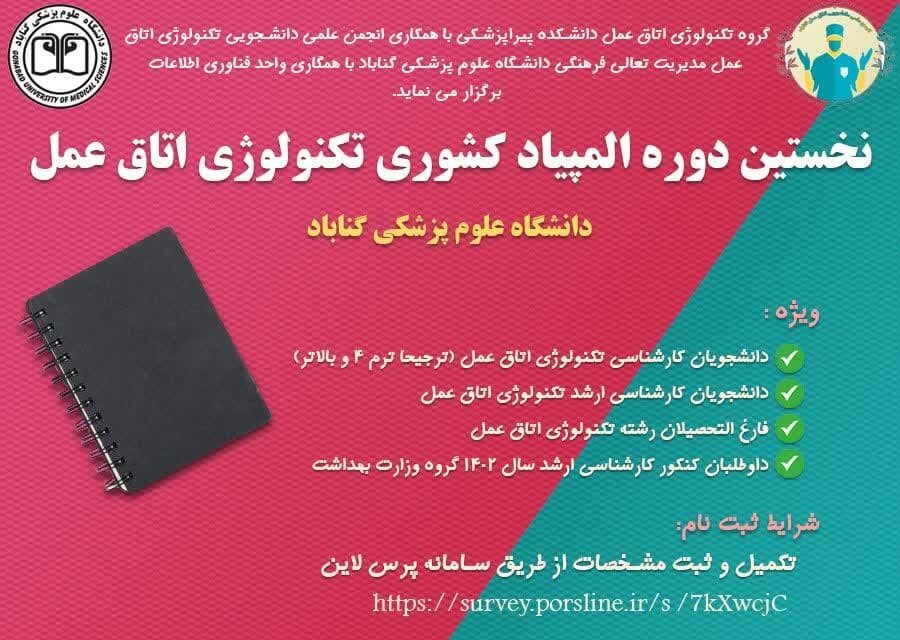 گروه تکنولوژی اتاق عمل دانشکده پیراپزشکی با همکاری انجمن علمی دانشجویی تکنولوژی اتاق
عمل مدیریت تعالی فرهنگی دانشگاه علوم پزشکی گناباد با همکاری واحد فناوری اطلاعات
برگزار می نماید.
دانشگاه علوم پزشکی گناباد
GONABAD UNIVERSITY OF MEDICAL SCIENCES
نخستین دوره المپیاد کشوری تکنولوژی اتاق عمل
دانشگاه علوم پزشکی گناباد
ویژه :
دانشجویان کارشناسی تکنولوژی اتاق عمل (ترجیحا ترم ۴ و بالاتر)
دانشجویان کارشناسی ارشد تکنولوژی اتاق عمل
فارغ التحصیلان رشته تکنولوژی اتاق عمل
داوطلبان کنکور کارشناسی ارشد سال ۱۴۰۲ گروه وزارت بهداشت
شرایط ثبت نام:
تکمیل و ثبت مشخصات از طریق سامانه پرس لاین
https://survey.porsline.ir/s /7kXwcjC